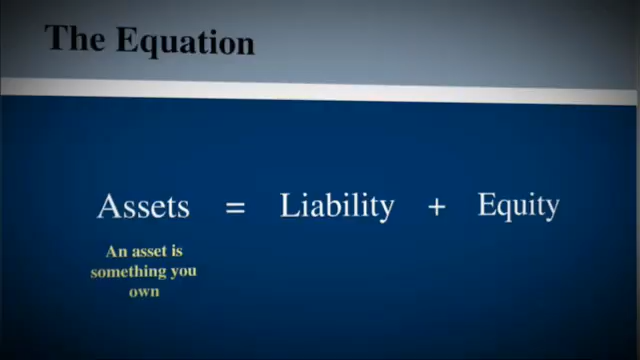 The Equation
Assets = Liability + Equity
An asset is
something you
own